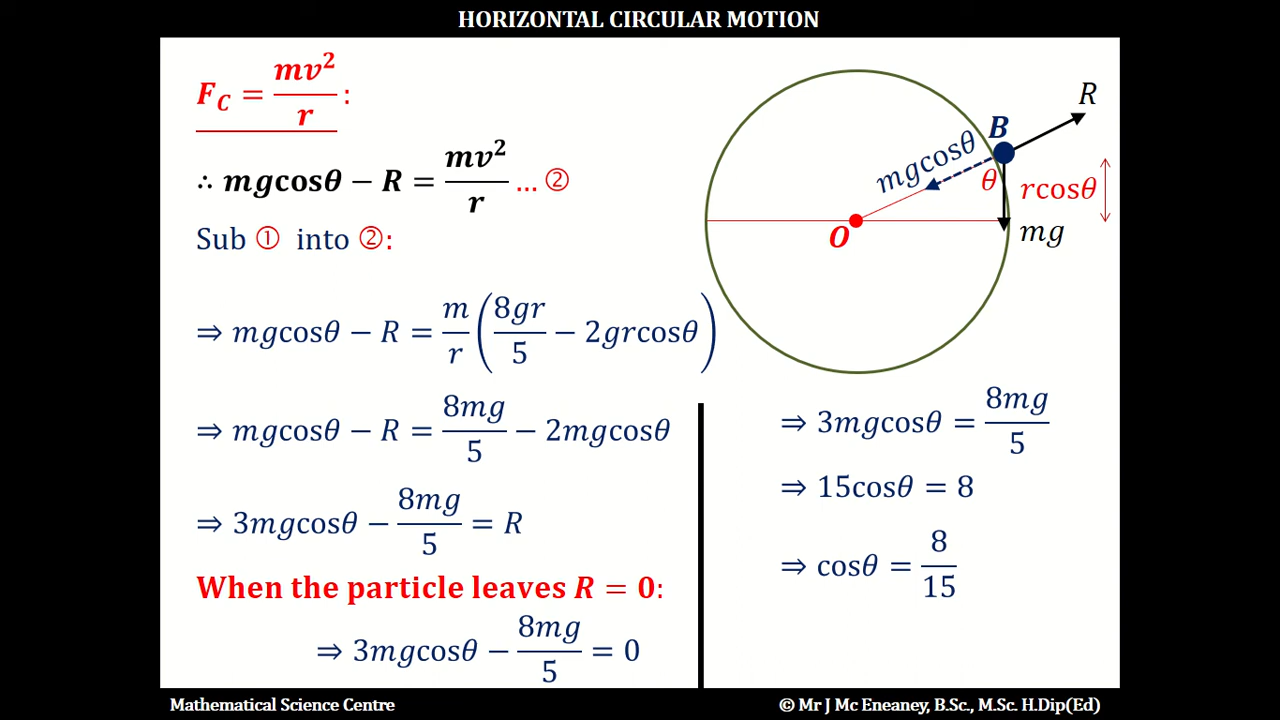 HORIZONTAL CIRCULAR MOTION
F_C = mv²/r :
∴ mgcosθ − R = mv²/r ... ②
Sub ① into ②:
⇒ mgcosθ − R = m/r (8gr/5 − 2grcosθ)
⇒ mgcosθ − R = 8mg/5 − 2mgcosθ
⇒ 3mgcosθ − 8mg/5 = R
When the particle leaves R = 0:
⇒ 3mgcosθ − 8mg/5 = 0
R
B
mgcosθ
θ
rcosθ
O
mg
⇒ 3mgcosθ = 8mg/5
⇒ 15cosθ = 8
⇒ cosθ = 8/15
Mathematical Science Centre
© Mr J Mc Eneaney, B.Sc., M.Sc. H.Dip(Ed)